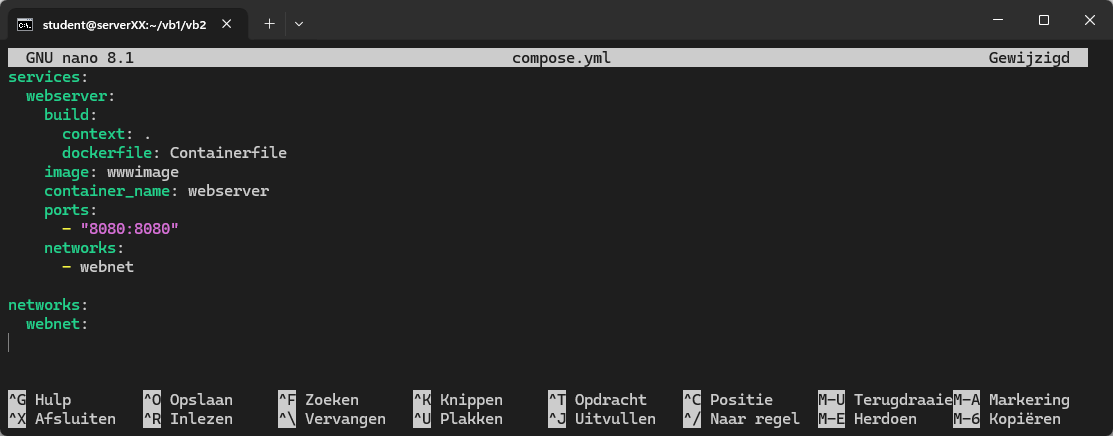 student@serverXX:~/vb1/vb2
GNU nano 8.1 compose.yml Gewijzigd
services:
  webserver:
    build:
      context: .
      dockerfile: Containerfile
    image: wwwimage
    container_name: webserver
    ports:
      - "8080:8080"
    networks:
      - webnet

networks:
  webnet:

^G Hulp ^O Opslaan ^F Zoeken ^K Knippen ^T Opdracht ^C Positie M-U Terugdraaie M-A Markering
^X Afsluiten ^R Inlezen ^\ Vervangen ^U Plakken ^J Uitvullen ^/ Naar regel M-E Herdoen M-6 Kopiëren